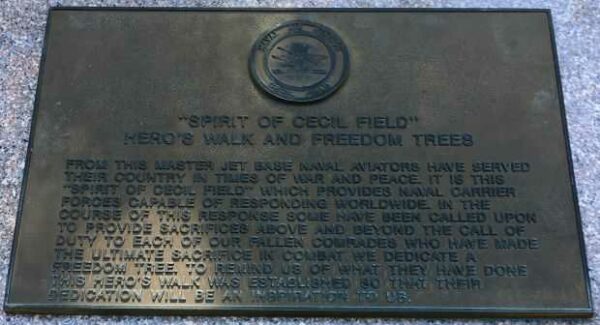 "SPIRIT OF CECIL FIELD"
HERO'S WALK AND FREEDOM TREES
FROM THIS MASTER JET BASE NAVAL AVIATORS HAVE SERVED
THEIR COUNTRY IN TIMES OF WAR AND PEACE. IT IS THIS
"SPIRIT OF CECIL FIELD" WHICH PROVIDES NAVAL CARRIER
FORCES CAPABLE OF RESPONDING WORLDWIDE. IN THE
COURSE OF THIS RESPONSE SOME HAVE BEEN CALLED UPON
TO PROVIDE SACRIFICES ABOVE AND BEYOND THE CALL OF
DUTY TO EACH OF OUR FALLEN COMRADES WHO HAVE MADE
THE ULTIMATE SACRIFICE IN COMBAT WE DEDICATE A
FREEDOM TREE. TO REMIND US OF WHAT THEY HAVE DONE
THIS HERO'S WALK WAS ESTABLISHED SO THAT THEIR
DEDICATION WILL BE AN INSPIRATION TO US.